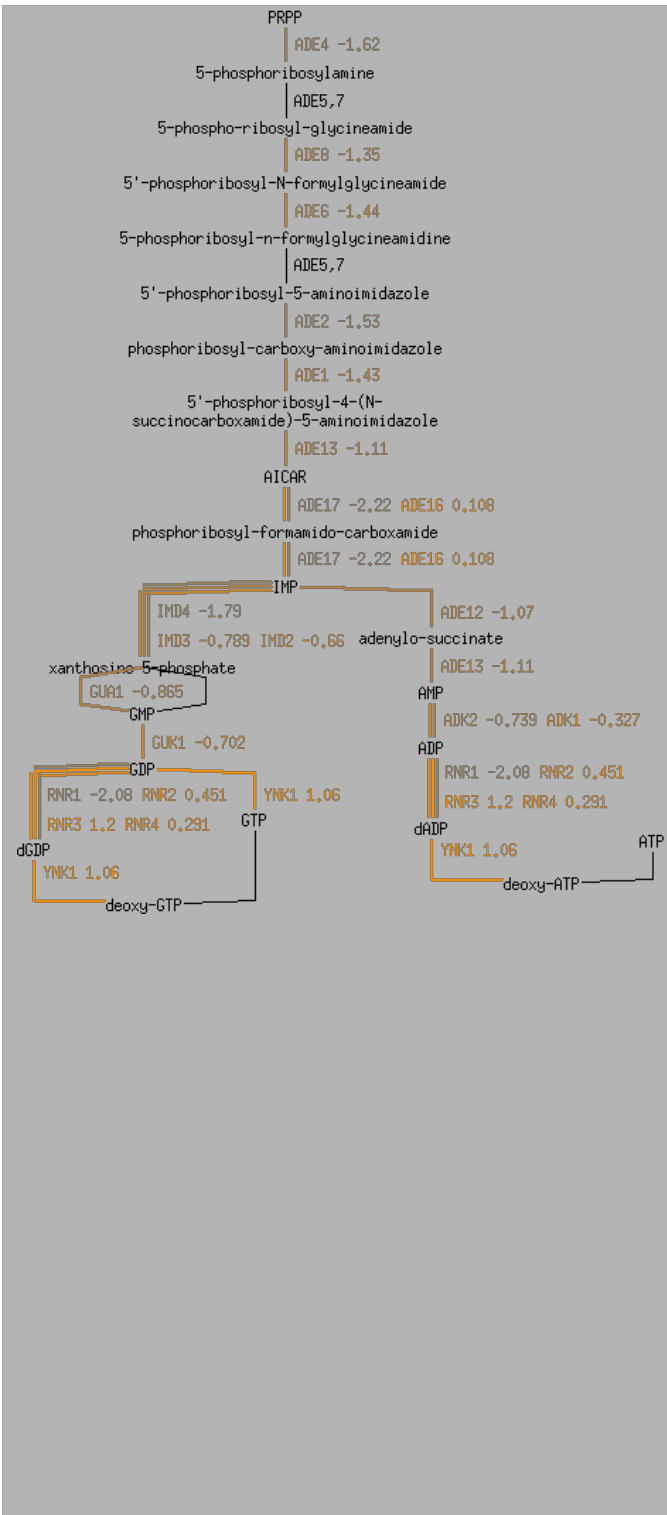 PRPP
ADE4 -1.62
5-phosphoribosylamine
ADE5,7
5-phospho-ribosyl-glycineamide
ADE8 -1.35
5'-phosphoribosyl-N-formylglycineamide
ADE6 -1.44
5-phosphoribosyl-n-formylglycineamidine
ADE5,7
5'-phosphoribosyl-5-aminoimidazole
ADE2 -1.53
phosphoribosyl-carboxy-aminoimidazole
ADE1 -1.43
5'-phosphoribosyl-4-(N-
succinocarboxamide)-5-aminoimidazole
ADE13 -1.11
AICAR
ADE17 -2.22 ADE16 0.108
phosphoribosyl-formamido-carboxamide
ADE17 -2.22 ADE16 0.108
IMP
IMD4 -1.79
ADE12 -1.07
IMD3 -0.789 IMD2 -0.66
adenylo-succinate
xanthosine-5-phosphate
ADE13 -1.11
GUA1 -0.865
AMP
GMP
ADK2 -0.739 ADK1 -0.327
GUK1 -0.702
ADP
GDP
RNR1 -2.08 RNR2 0.451
RNR1 -2.08 RNR2 0.451
YNK1 1.06
RNR3 1.2 RNR4 0.291
GTP
RNR3 1.2 RNR4 0.291
dADP
ATP
dGDP
YNK1 1.06
YNK1 1.06
deoxy-ATP
deoxy-GTP